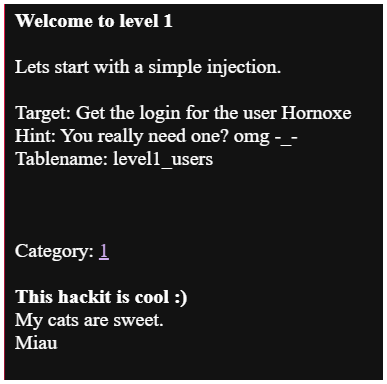 Welcome to level 1
Lets start with a simple injection.
Target: Get the login for the user Hornoxe
Hint: You really need one? omg -_-
Tablename: level1_users
Category: 1
This hackit is cool :)
My cats are sweet.
Miau